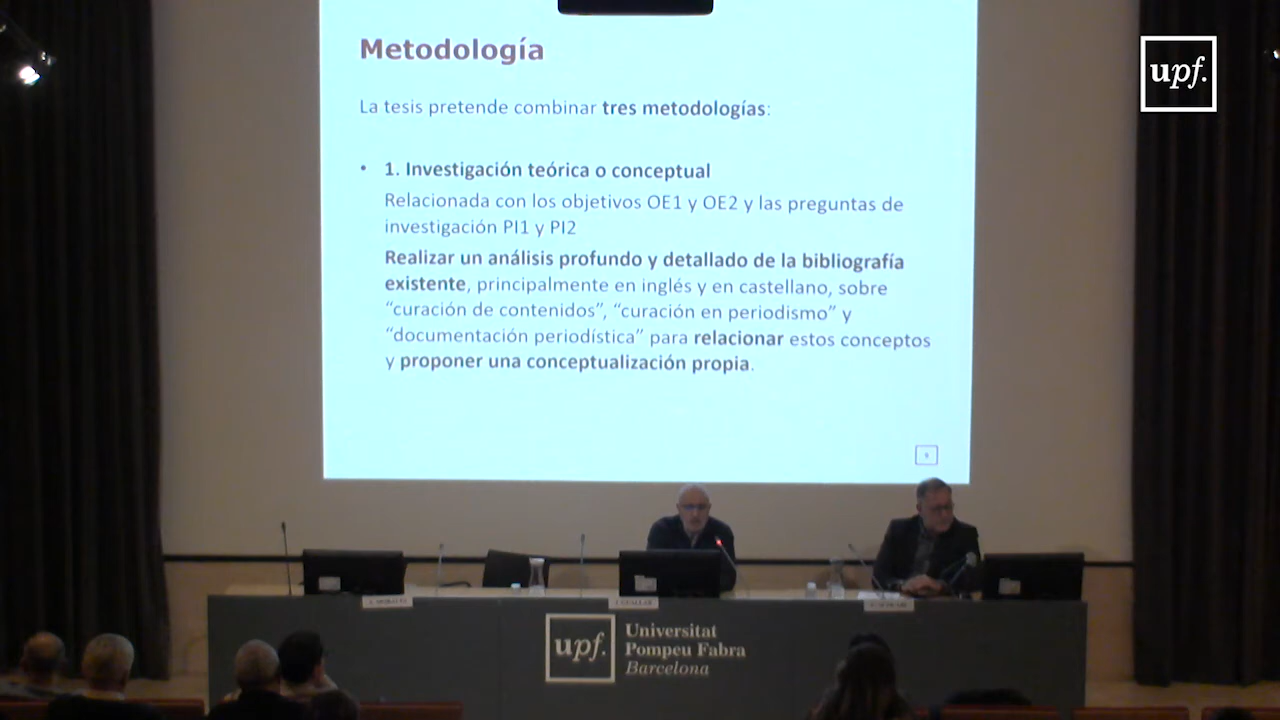 Metodología
upf.
La tesis pretende combinar tres metodologías:
• 1. Investigación teórica o conceptual
Relacionada con los objetivos OE1 y OE2 y las preguntas de
investigación PI1 y PI2
Realizar un análisis profundo y detallado de la bibliografía
existente, principalmente en inglés y en castellano, sobre
“curación de contenidos”, “curación en periodismo” y
“documentación periodística” para relacionar estos conceptos
y proponer una conceptualización propia.
9
upf.
Universitat
Pompeu Fabra
Barcelona